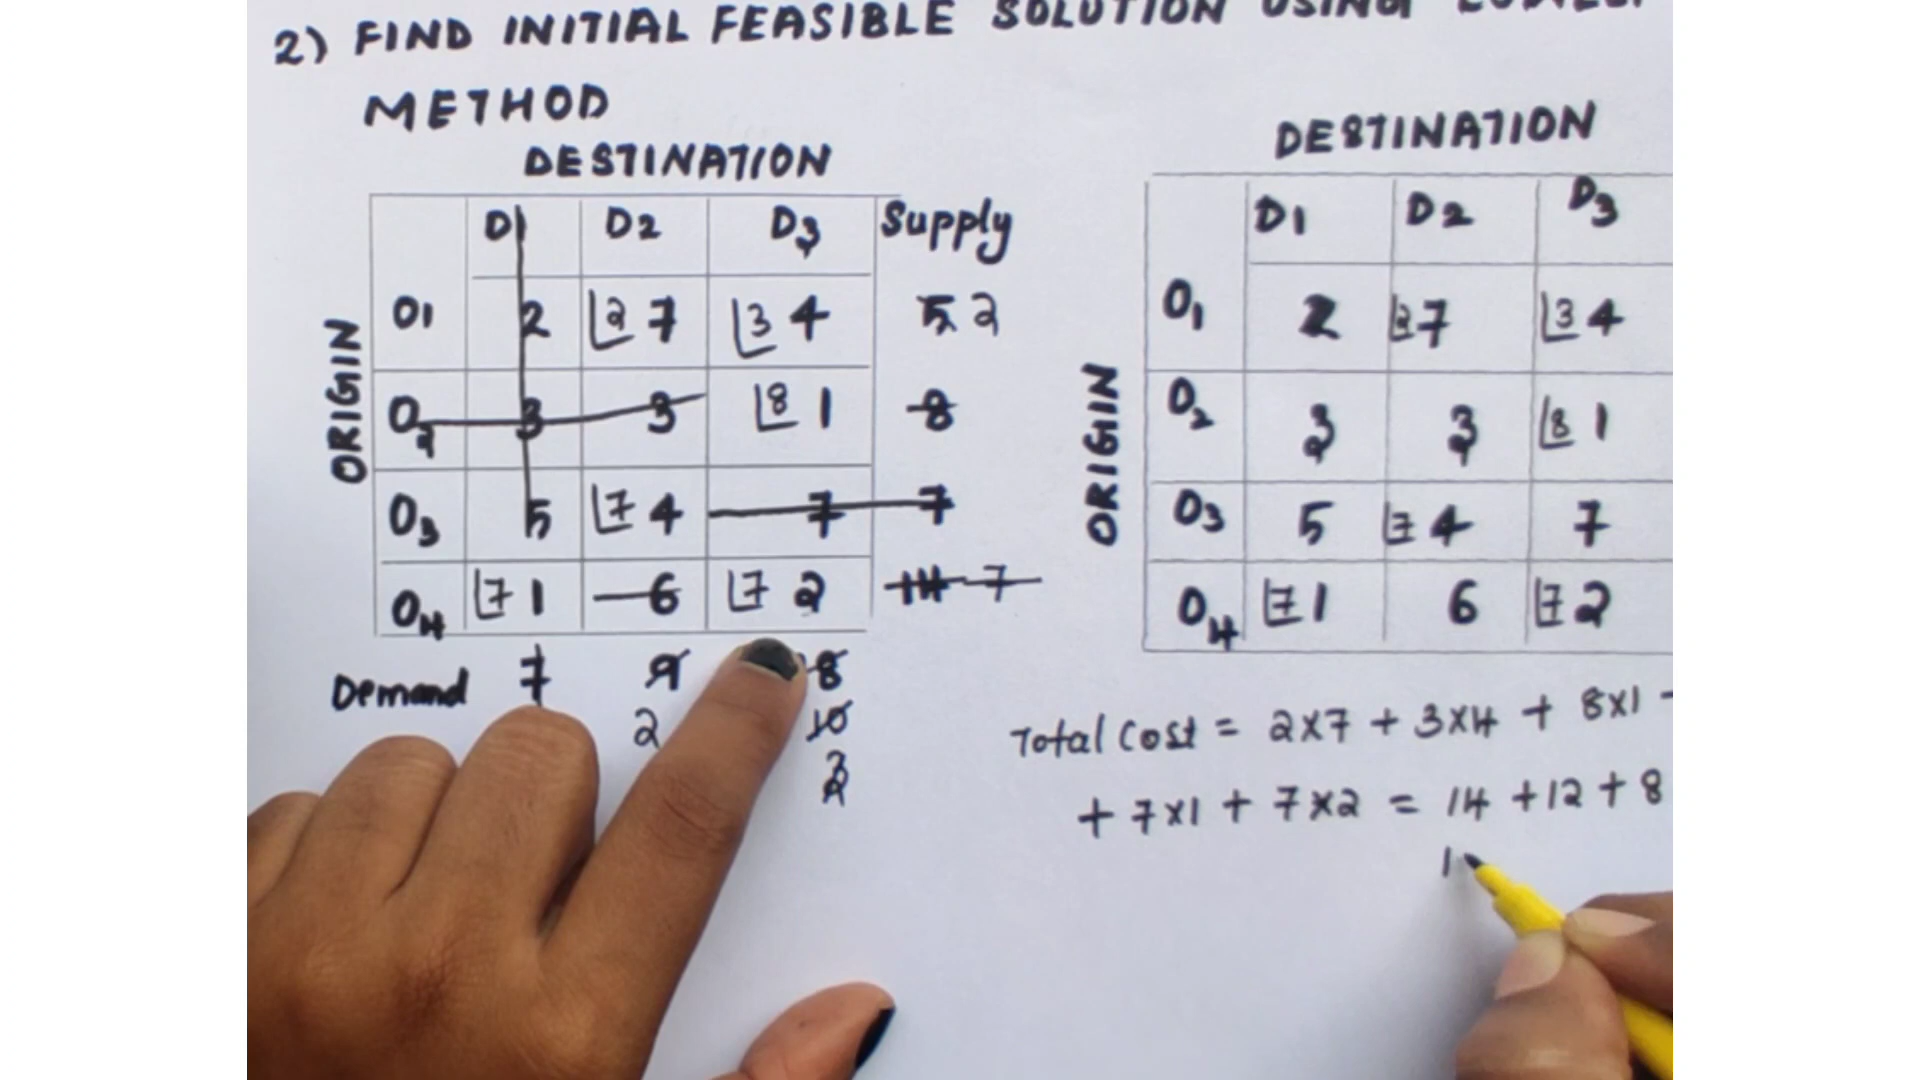 2) FIND INITIAL FEASIBLE SOLUTION USING
METHOD
DESTINATION
D1 D2 D3 Supply
ORIGIN
O1 2 2 7 3 4 5 2
O2 3 3 8 1 8
O3 5 7 4 7 7
O4 7 1 6 7 2 14 7
Demand 7 9 8
2 10
3
DESTINATION
D1 D2 D3
ORIGIN
O1 2 2 7 3 4
O2 3 3 8 1
O3 5 7 4 7
O4 7 1 6 7 2
Total Cost = 2x7 + 3x4 + 8x1
+ 7x1 + 7x2 = 14 + 12 + 8
1